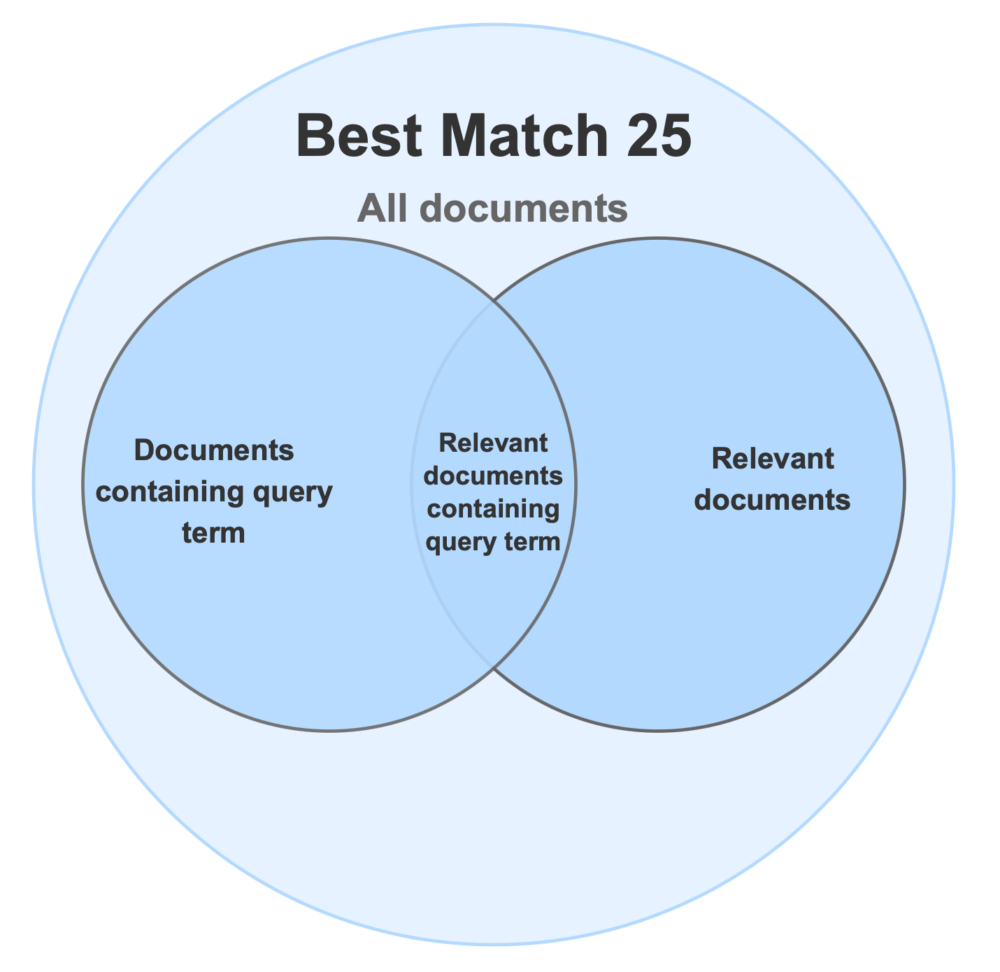 Best Match 25
All documents
Documents
containing query
term
Relevant
documents
containing
query term
Relevant
documents